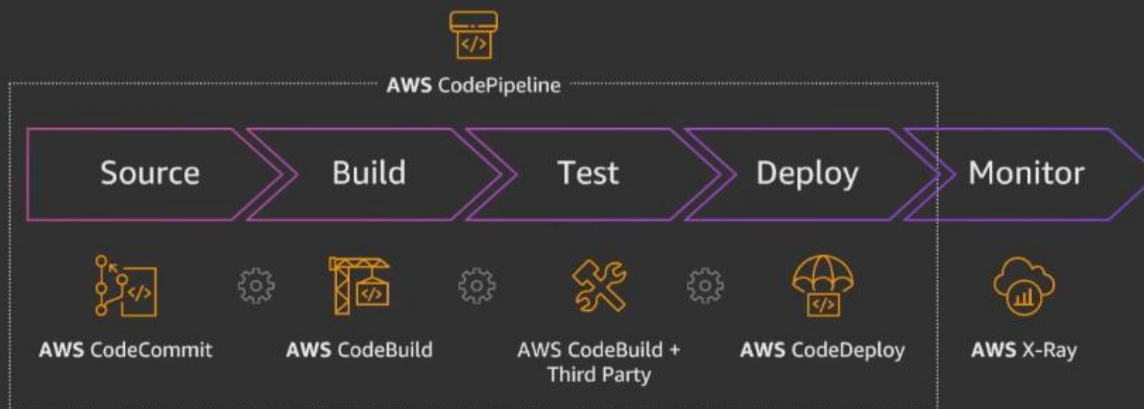 </>
AWS CodePipeline
Source
Build
Test
Deploy
Monitor
</>
</>
</>
AWS CodeCommit
AWS CodeBuild
AWS CodeBuild +
Third Party
AWS CodeDeploy
AWS X-Ray